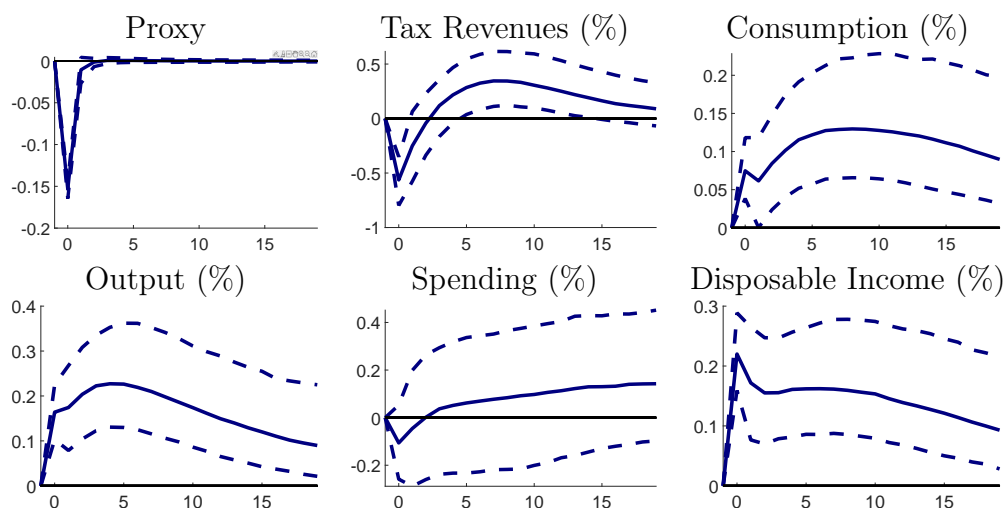 Proxy
0
-0.05
-0.1
-0.15
-0.2
0 5 10 15
Tax Revenues (%)
0.5
0
-0.5
-1
0 5 10 15
Consumption (%)
0.2
0.15
0.1
0.05
0
0 5 10 15
Output (%)
0.4
0.3
0.2
0.1
0
0 5 10 15
Spending (%)
0.4
0.2
0
-0.2
0 5 10 15
Disposable Income (%)
0.3
0.2
0.1
0
0 5 10 15